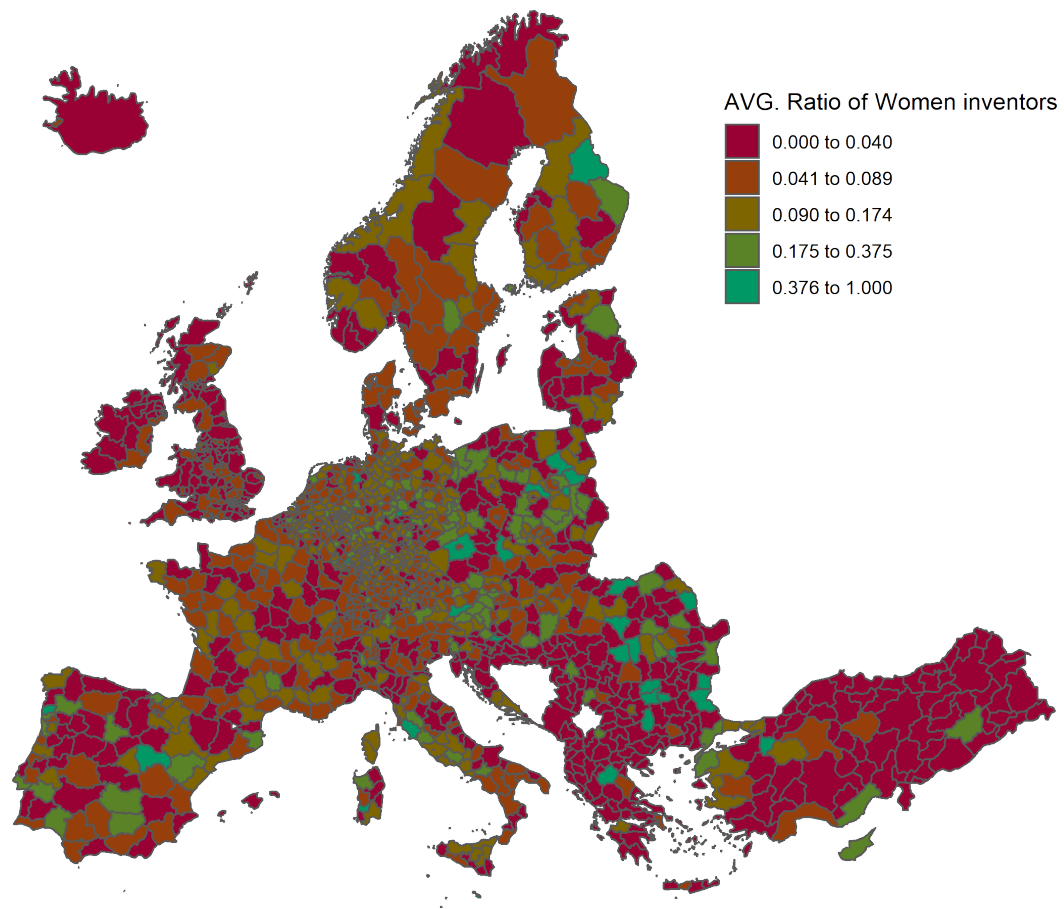 AVG. Ratio of Women inventors
0.000 to 0.040
0.041 to 0.089
0.090 to 0.174
0.175 to 0.375
0.376 to 1.000